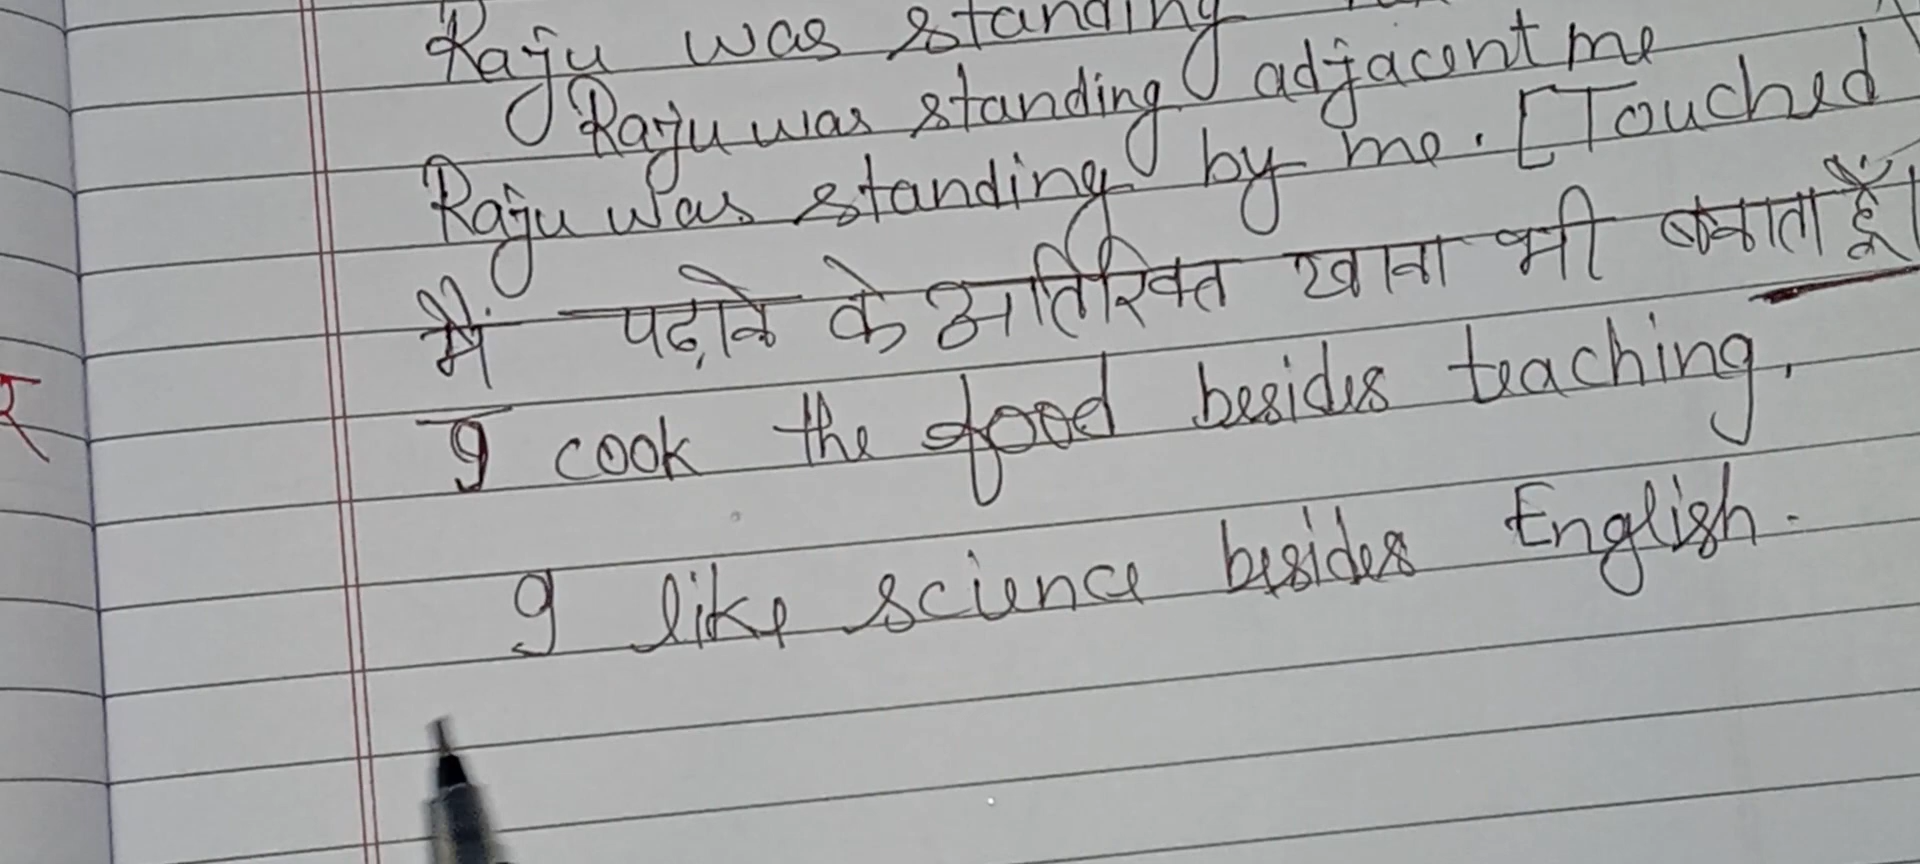 Raju was standing
Raju was standing adjacent me
Raju was standing by me. [Touched
मैं पढ़ाने के अतिरिक्त खाना भी बनाता हूँ।
I cook the food besides teaching.
I like science besides English.